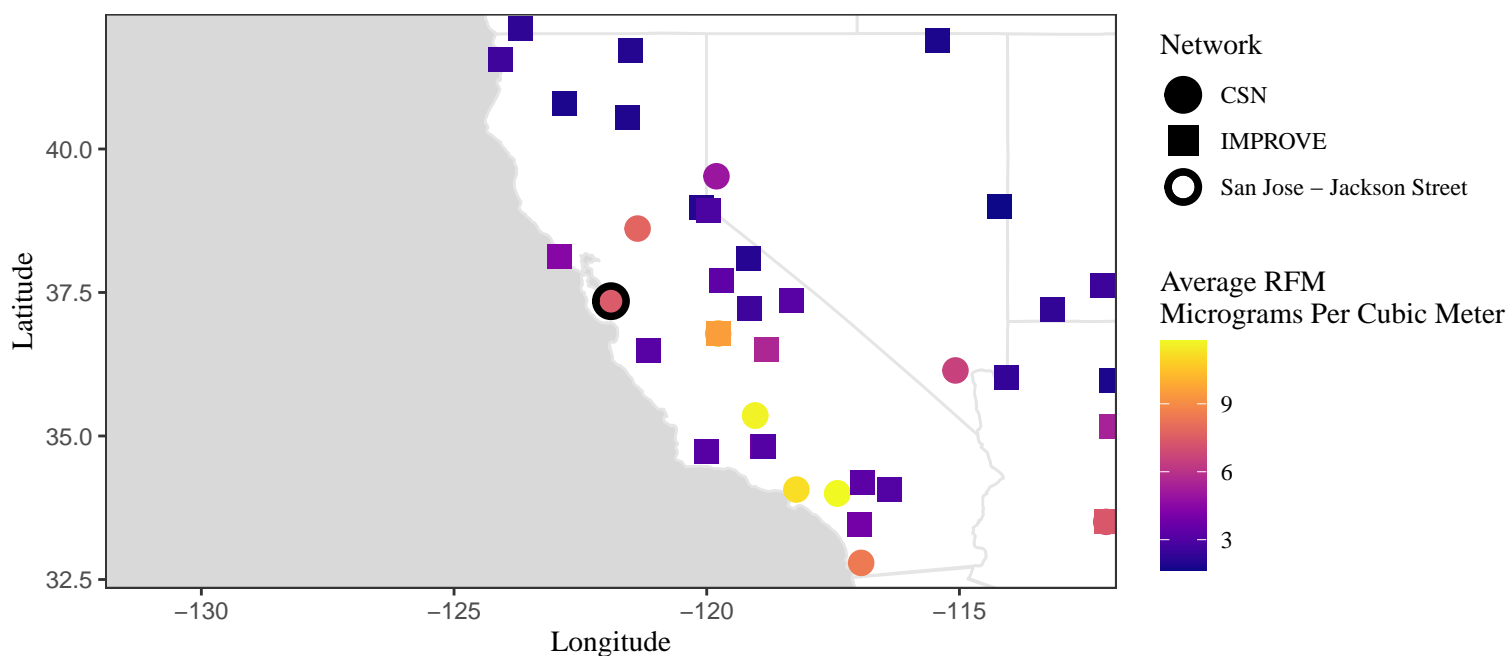 40.0
37.5
35.0
32.5
Latitude
−130
−125
−120
−115
Longitude
Network
CSN
IMPROVE
San Jose − Jackson Street
Average RFM
Micrograms Per Cubic Meter
9
6
3